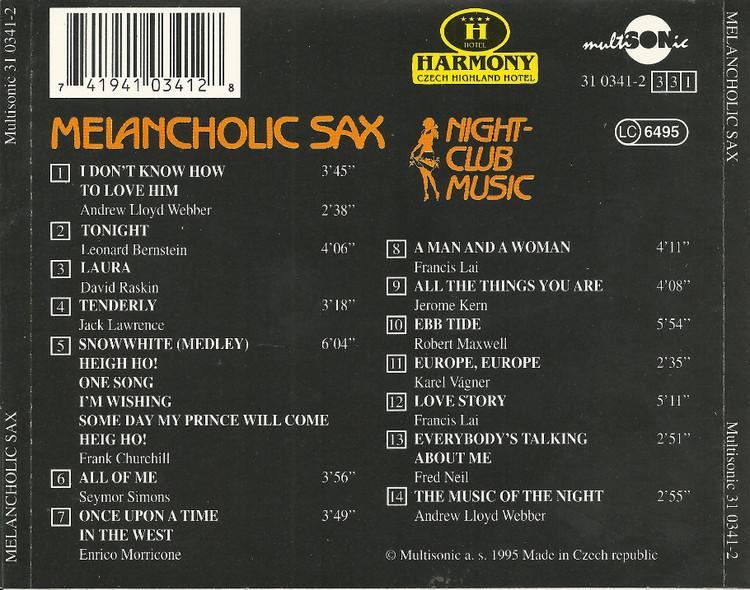 MELANCHOLIC SAX
Multisonic 31 0341-2
7 41941 03412 8
H
HOTEL
HARMONY
CZECH HIGHLAND HOTEL
multiSONic
31 0341-2 331
LC 6495
MELANCHOLIC SAX
NIGHT-
CLUB
MUSIC
1 I DON'T KNOW HOW 3'45"
TO LOVE HIM
Andrew Lloyd Webber 2'38"
2 TONIGHT
Leonard Bernstein 4'06"
3 LAURA
David Raskin
4 TENDERLY 3'18"
Jack Lawrence
5 SNOWWHITE (MEDLEY) 6'04"
HEIGH HO!
ONE SONG
I'M WISHING
SOME DAY MY PRINCE WILL COME
HEIG HO!
Frank Churchill
6 ALL OF ME 3'56"
Seymor Simons
7 ONCE UPON A TIME 3'49"
IN THE WEST
Enrico Morricone
8 A MAN AND A WOMAN 4'11"
Francis Lai
9 ALL THE THINGS YOU ARE 4'08"
Jerome Kern
10 EBB TIDE 5'54"
Robert Maxwell
11 EUROPE, EUROPE 2'35"
Karel Vágner
12 LOVE STORY 5'11"
Francis Lai
13 EVERYBODY'S TALKING 2'51"
ABOUT ME
Fred Neil
14 THE MUSIC OF THE NIGHT 2'55"
Andrew Lloyd Webber
© Multisonic a. s. 1995 Made in Czech republic
MELANCHOLIC SAX
Multisonic 31 0341-2